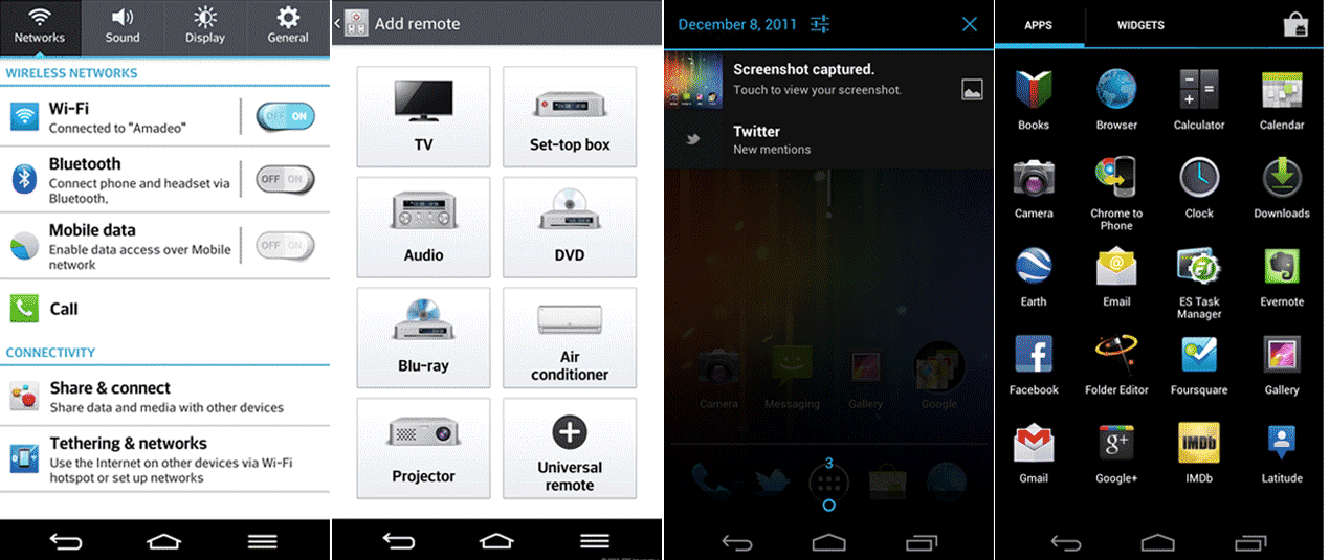 Networks
Sound
Display
General
WIRELESS NETWORKS
Wi-Fi
Connected to "Amadeo"
OFF ON
Bluetooth
Connect phone and headset via
Bluetooth.
OFF ON
Mobile data
Enable data access over Mobile
network
OFF ON
Call
CONNECTIVITY
Share & connect
Share data and media with other devices
Tethering & networks
Use the Internet on other devices via Wi-Fi
hotspot or set up networks
Add remote
TV
Set-top box
Audio
DVD
Blu-ray
Air
conditioner
Projector
Universal
remote
December 8, 2011
Screenshot captured.
Touch to view your screenshot.
Twitter
New mentions
Camera
Messaging
Gallery
Google
3
APPS
WIDGETS
Books
Browser
Calculator
Calendar
Camera
Chrome to
Phone
Clock
Downloads
Earth
Email
ES Task
Manager
Evernote
Facebook
Folder Editor
Foursquare
Gallery
Gmail
g+
Google+
IMDb
IMDb
Latitude